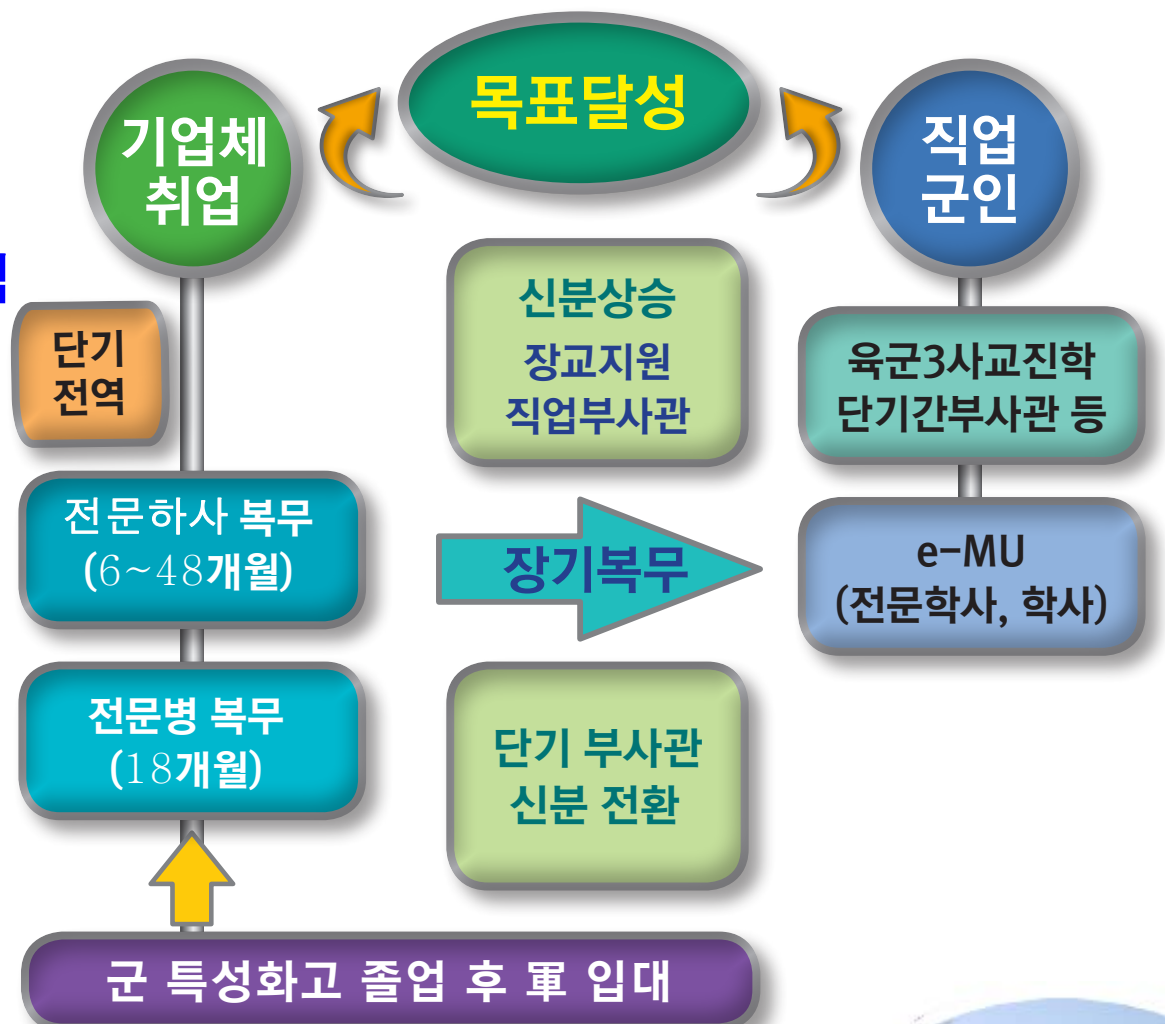 목표달성
기업체
취업
직업
군인
단기
전역
신분상승
장교지원
직업부사관
육군3사교진학
단기간부사관 등
전문하사 복무
(6~48개월)
장기복무
e-MU
(전문학사, 학사)
전문병 복무
(18개월)
단기 부사관
신분 전환
군 특성화고 졸업 후 軍 입대